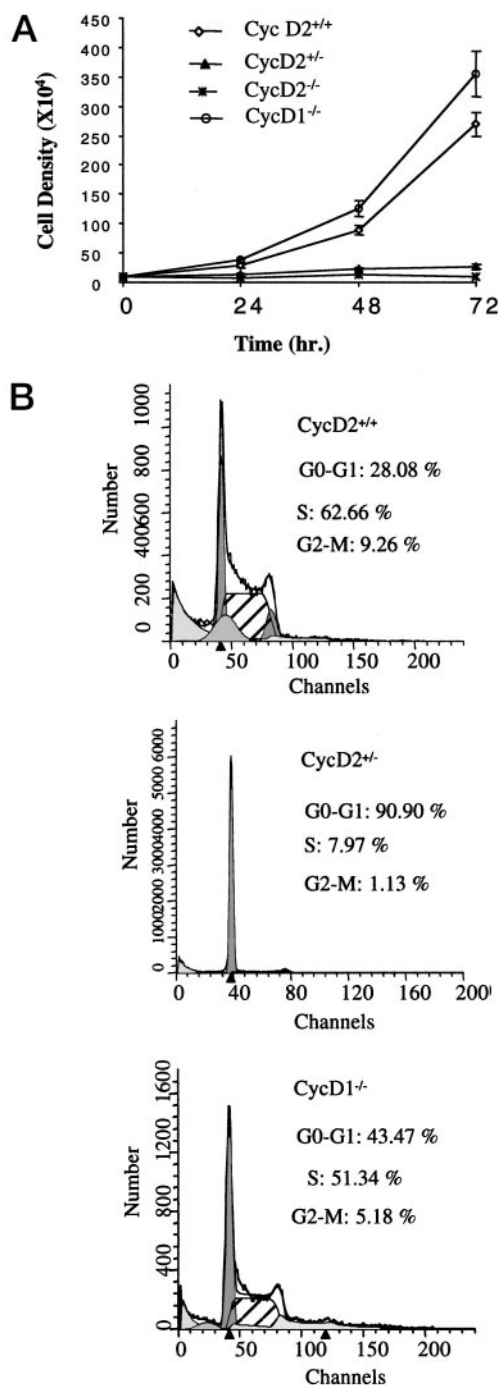 A
Cell Density (X10⁴)
450
400
350
300
250
200
150
100
50
0
Cyc D2+/+
CycD2+/-
CycD2-/-
CycD1-/-
0 24 48 72
Time (hr.)
B
Number
1000
800
600
400
200
0
CycD2+/+
G0-G1: 28.08 %
S: 62.66 %
G2-M: 9.26 %
50 100 150 200
Channels
Number
6000
5000
4000
3000
2000
1000
0
CycD2+/-
G0-G1: 90.90 %
S: 7.97 %
G2-M: 1.13 %
0 40 80 120 160 200
Channels
Number
1600
1200
800
400
0
CycD1-/-
G0-G1: 43.47 %
S: 51.34 %
G2-M: 5.18 %
0 50 100 150 200
Channels